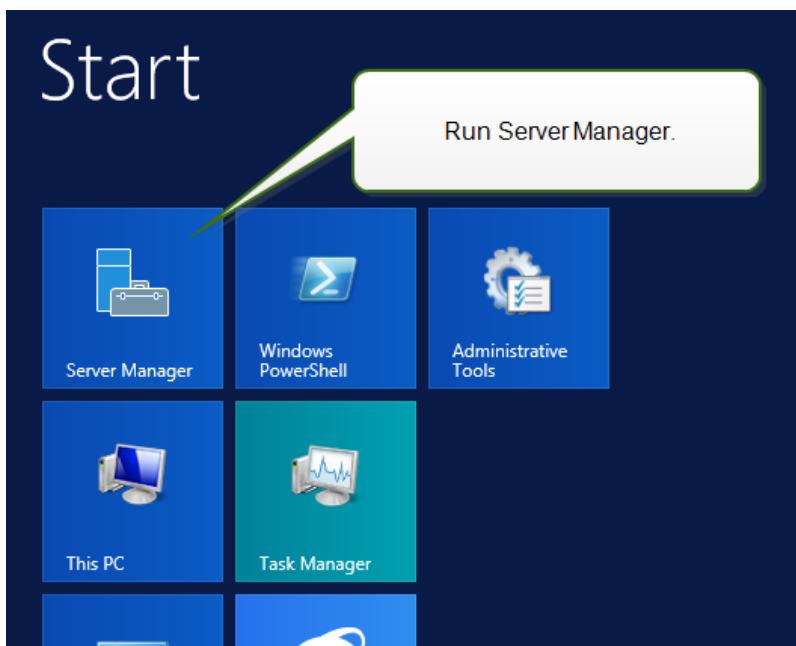 Start
Run Server Manager.
Server Manager
Windows
PowerShell
Administrative
Tools
This PC
Task Manager